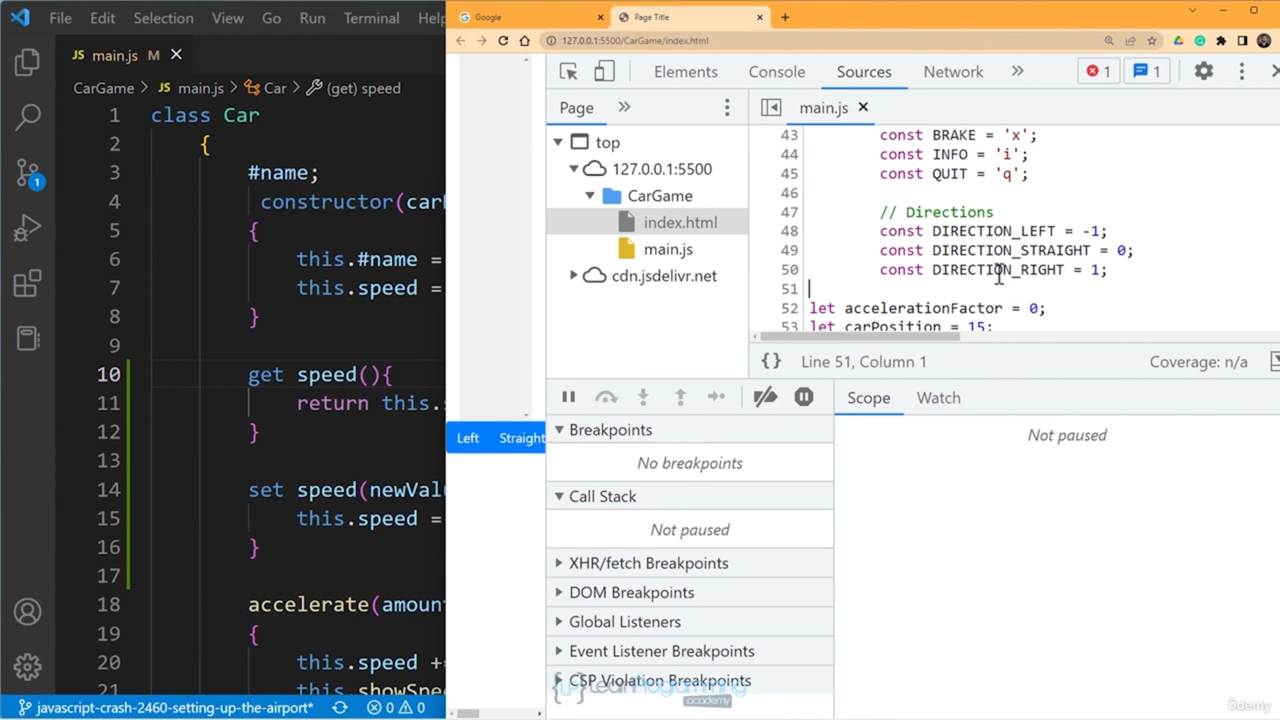 File Edit Selection View Go Run Terminal Help
JS main.js M
CarGame > JS main.js > Car > (get) speed
1 class Car
2 {
3 #name;
4 constructor(car
5 {
6 this.#name =
7 this.speed =
8 }
9
10 get speed(){
11 return this.
12 }
13
14 set speed(newVal
15 this.speed =
16 }
17
18 accelerate(amoun
19 {
20 this.speed +
21 this.showSpe
javascript-crash-2460-setting-up-the-airport* 0 0
1
Google
Page Title
127.0.0.1:5500/CarGame/index.html
Left Straight
Elements Console Sources Network 1 1
Page
main.js
top
127.0.0.1:5500
CarGame
index.html
main.js
cdn.jsdelivr.net
43 const BRAKE = 'x';
44 const INFO = 'i';
45 const QUIT = 'q';
46
47 // Directions
48 const DIRECTION_LEFT = -1;
49 const DIRECTION_STRAIGHT = 0;
50 const DIRECTION_RIGHT = 1;
51
52 let accelerationFactor = 0;
53 let carPosition = 15;
{} Line 51, Column 1 Coverage: n/a
Breakpoints
No breakpoints
Call Stack
Not paused
XHR/fetch Breakpoints
DOM Breakpoints
Global Listeners
Event Listener Breakpoints
CSP Violation Breakpoints
Scope Watch
Not paused
academy
ûdemy